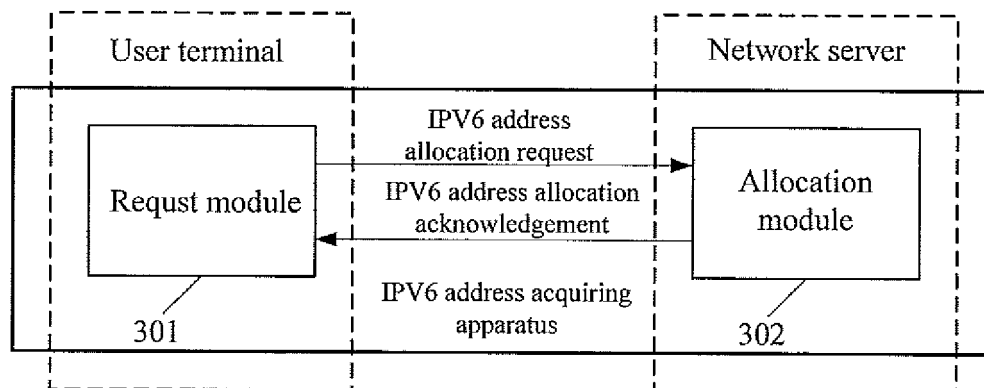 User terminal
Network server
IPV6 address
allocation request
Requst module
IPV6 address allocation
acknowledgement
Allocation
module
IPV6 address acquiring
apparatus
301
302